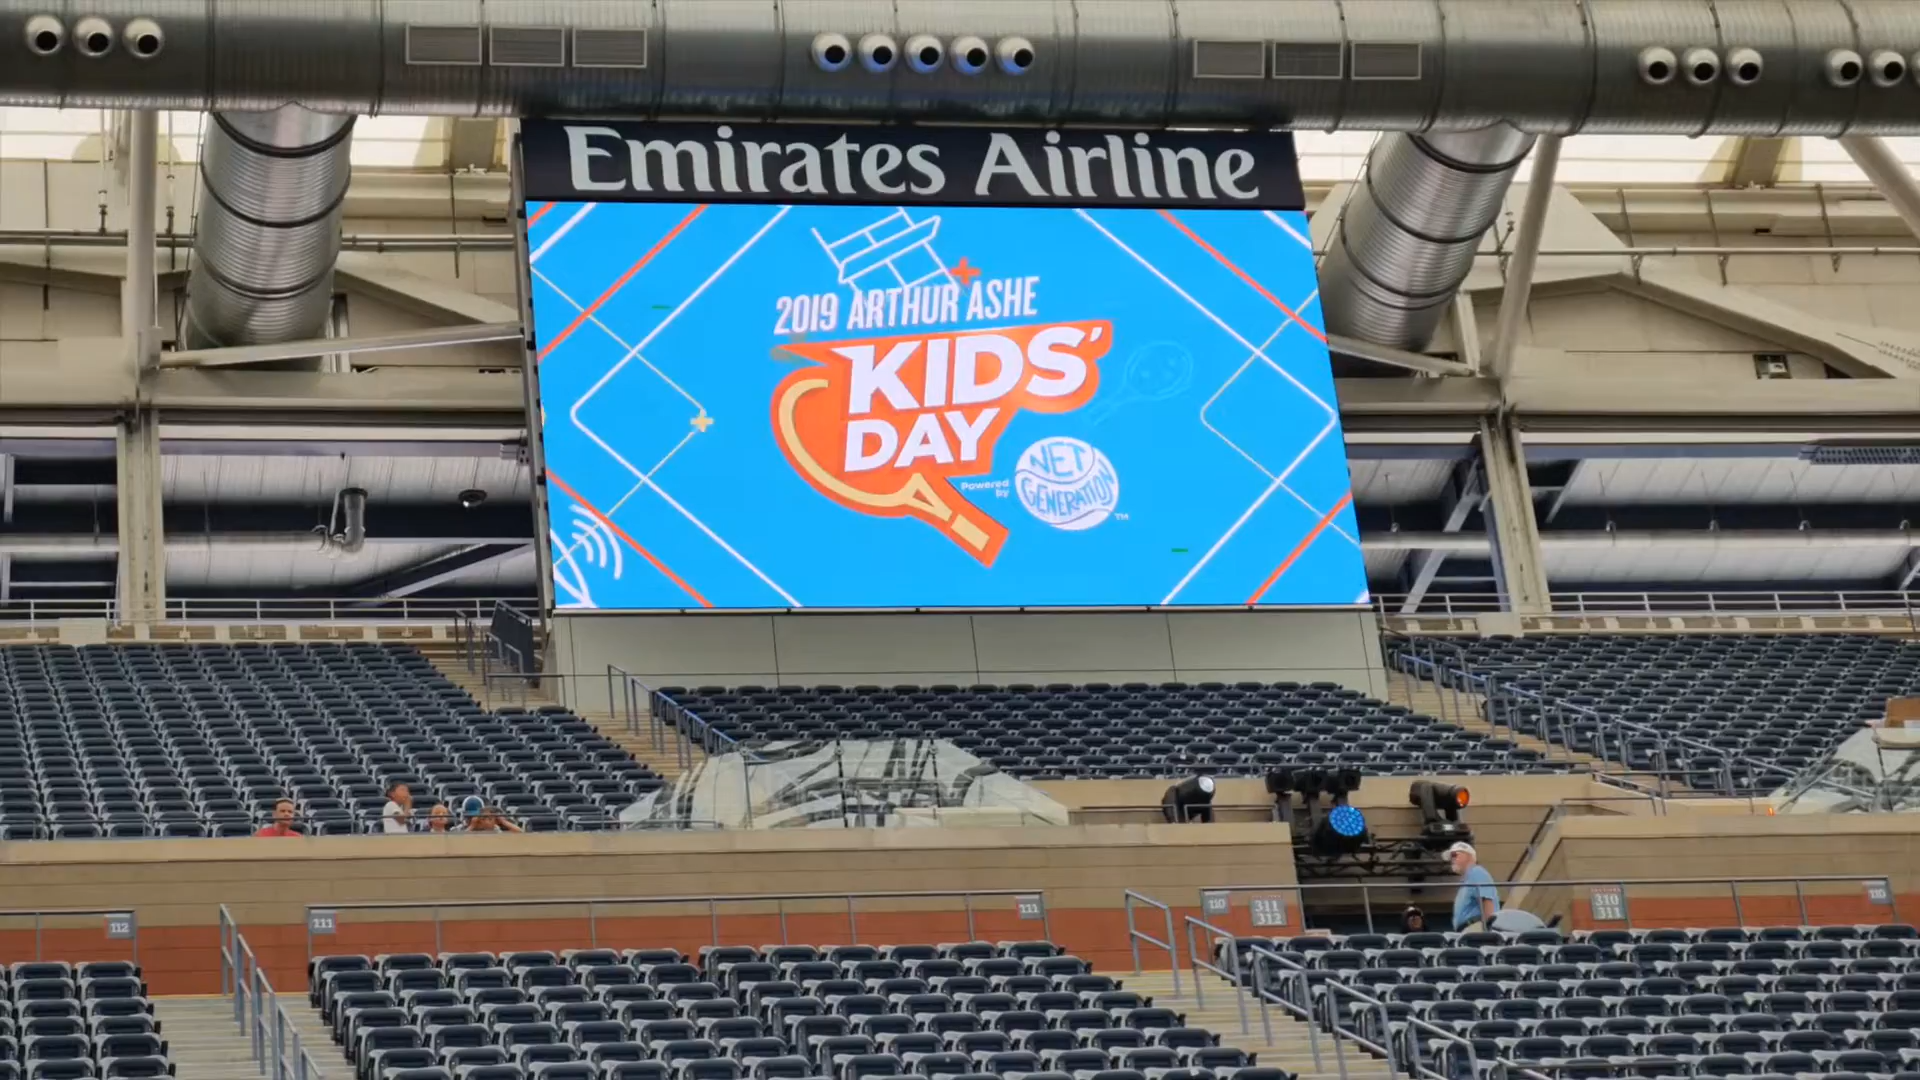 Emirates Airline
2019 ARTHUR ASHE
KIDS'
DAY
Powered
by
NET
GENERATION
TM
112
111
111
110
311
312
310
311
110